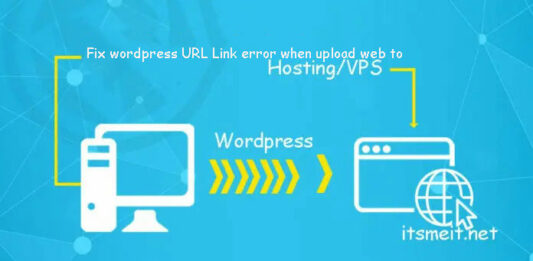 Fix wordpress URL Link error when upload web to
Hosting/VPS
Wordpress
itsmeit.net